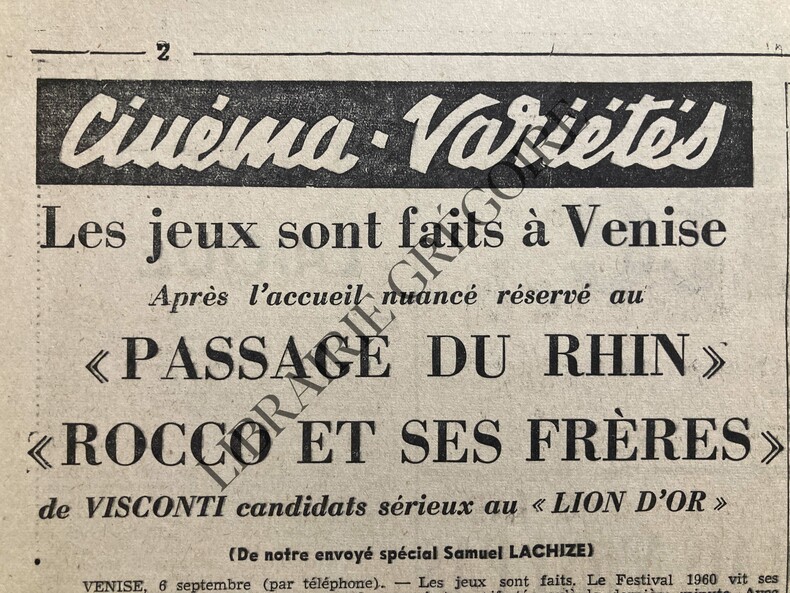 2
Cinéma • Variétés
Les jeux sont faits à Venise
Après l'accueil nuancé réservé au
« PASSAGE DU RHIN »
« ROCCO ET SES FRÈRES »
de VISCONTI candidats sérieux au « LION D'OR »
(De notre envoyé spécial Samuel LACHIZE)
VENISE, 6 septembre (par téléphone). — Les jeux sont faits. Le Festival 1960 vit ses
LIBRAIRIE GRÉGOIRE